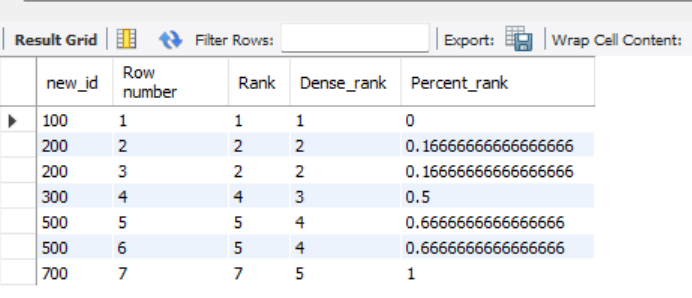 Result Grid Filter Rows: Export: Wrap Cell Content:
new_id Row number Rank Dense_rank Percent_rank
100 1 1 1 0
200 2 2 2 0.16666666666666666
200 3 2 2 0.16666666666666666
300 4 4 3 0.5
500 5 5 4 0.6666666666666666
500 6 5 4 0.6666666666666666
700 7 7 5 1